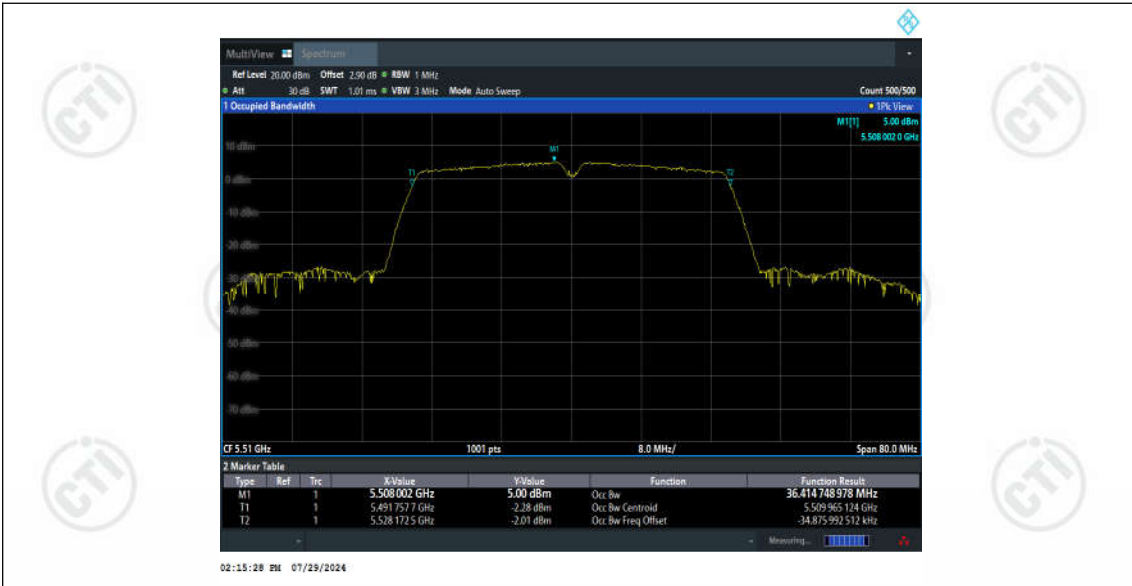 MultiView Spectrum
Ref Level 20.00 dBm Offset 2.90 dB RBW 1 MHz
Att 30 dB SWT 1.01 ms VBW 3 MHz Mode Auto Sweep Count 500/500
1 Occupied Bandwidth 1Pk View
M1[1] 5.00 dBm
5.508 002 0 GHz
10 dBm
M1
T1 T2
0 dBm
-10 dBm
-20 dBm
-30 dBm
-40 dBm
-50 dBm
-60 dBm
-70 dBm
CF 5.51 GHz 1001 pts 8.0 MHz/ Span 80.0 MHz
2 Marker Table
Type Ref Trc X-Value Y-Value Function Function Result
M1 1 5.508 002 GHz 5.00 dBm Occ Bw 36.414 748 978 MHz
T1 1 5.491 757 7 GHz -2.28 dBm Occ Bw Centroid 5.509 965 124 GHz
T2 1 5.528 172 5 GHz -2.01 dBm Occ Bw Freq Offset -34.875 992 512 kHz
Measuring...
02:15:28 PM 07/29/2024
CTI
CTI
CTI
CTI